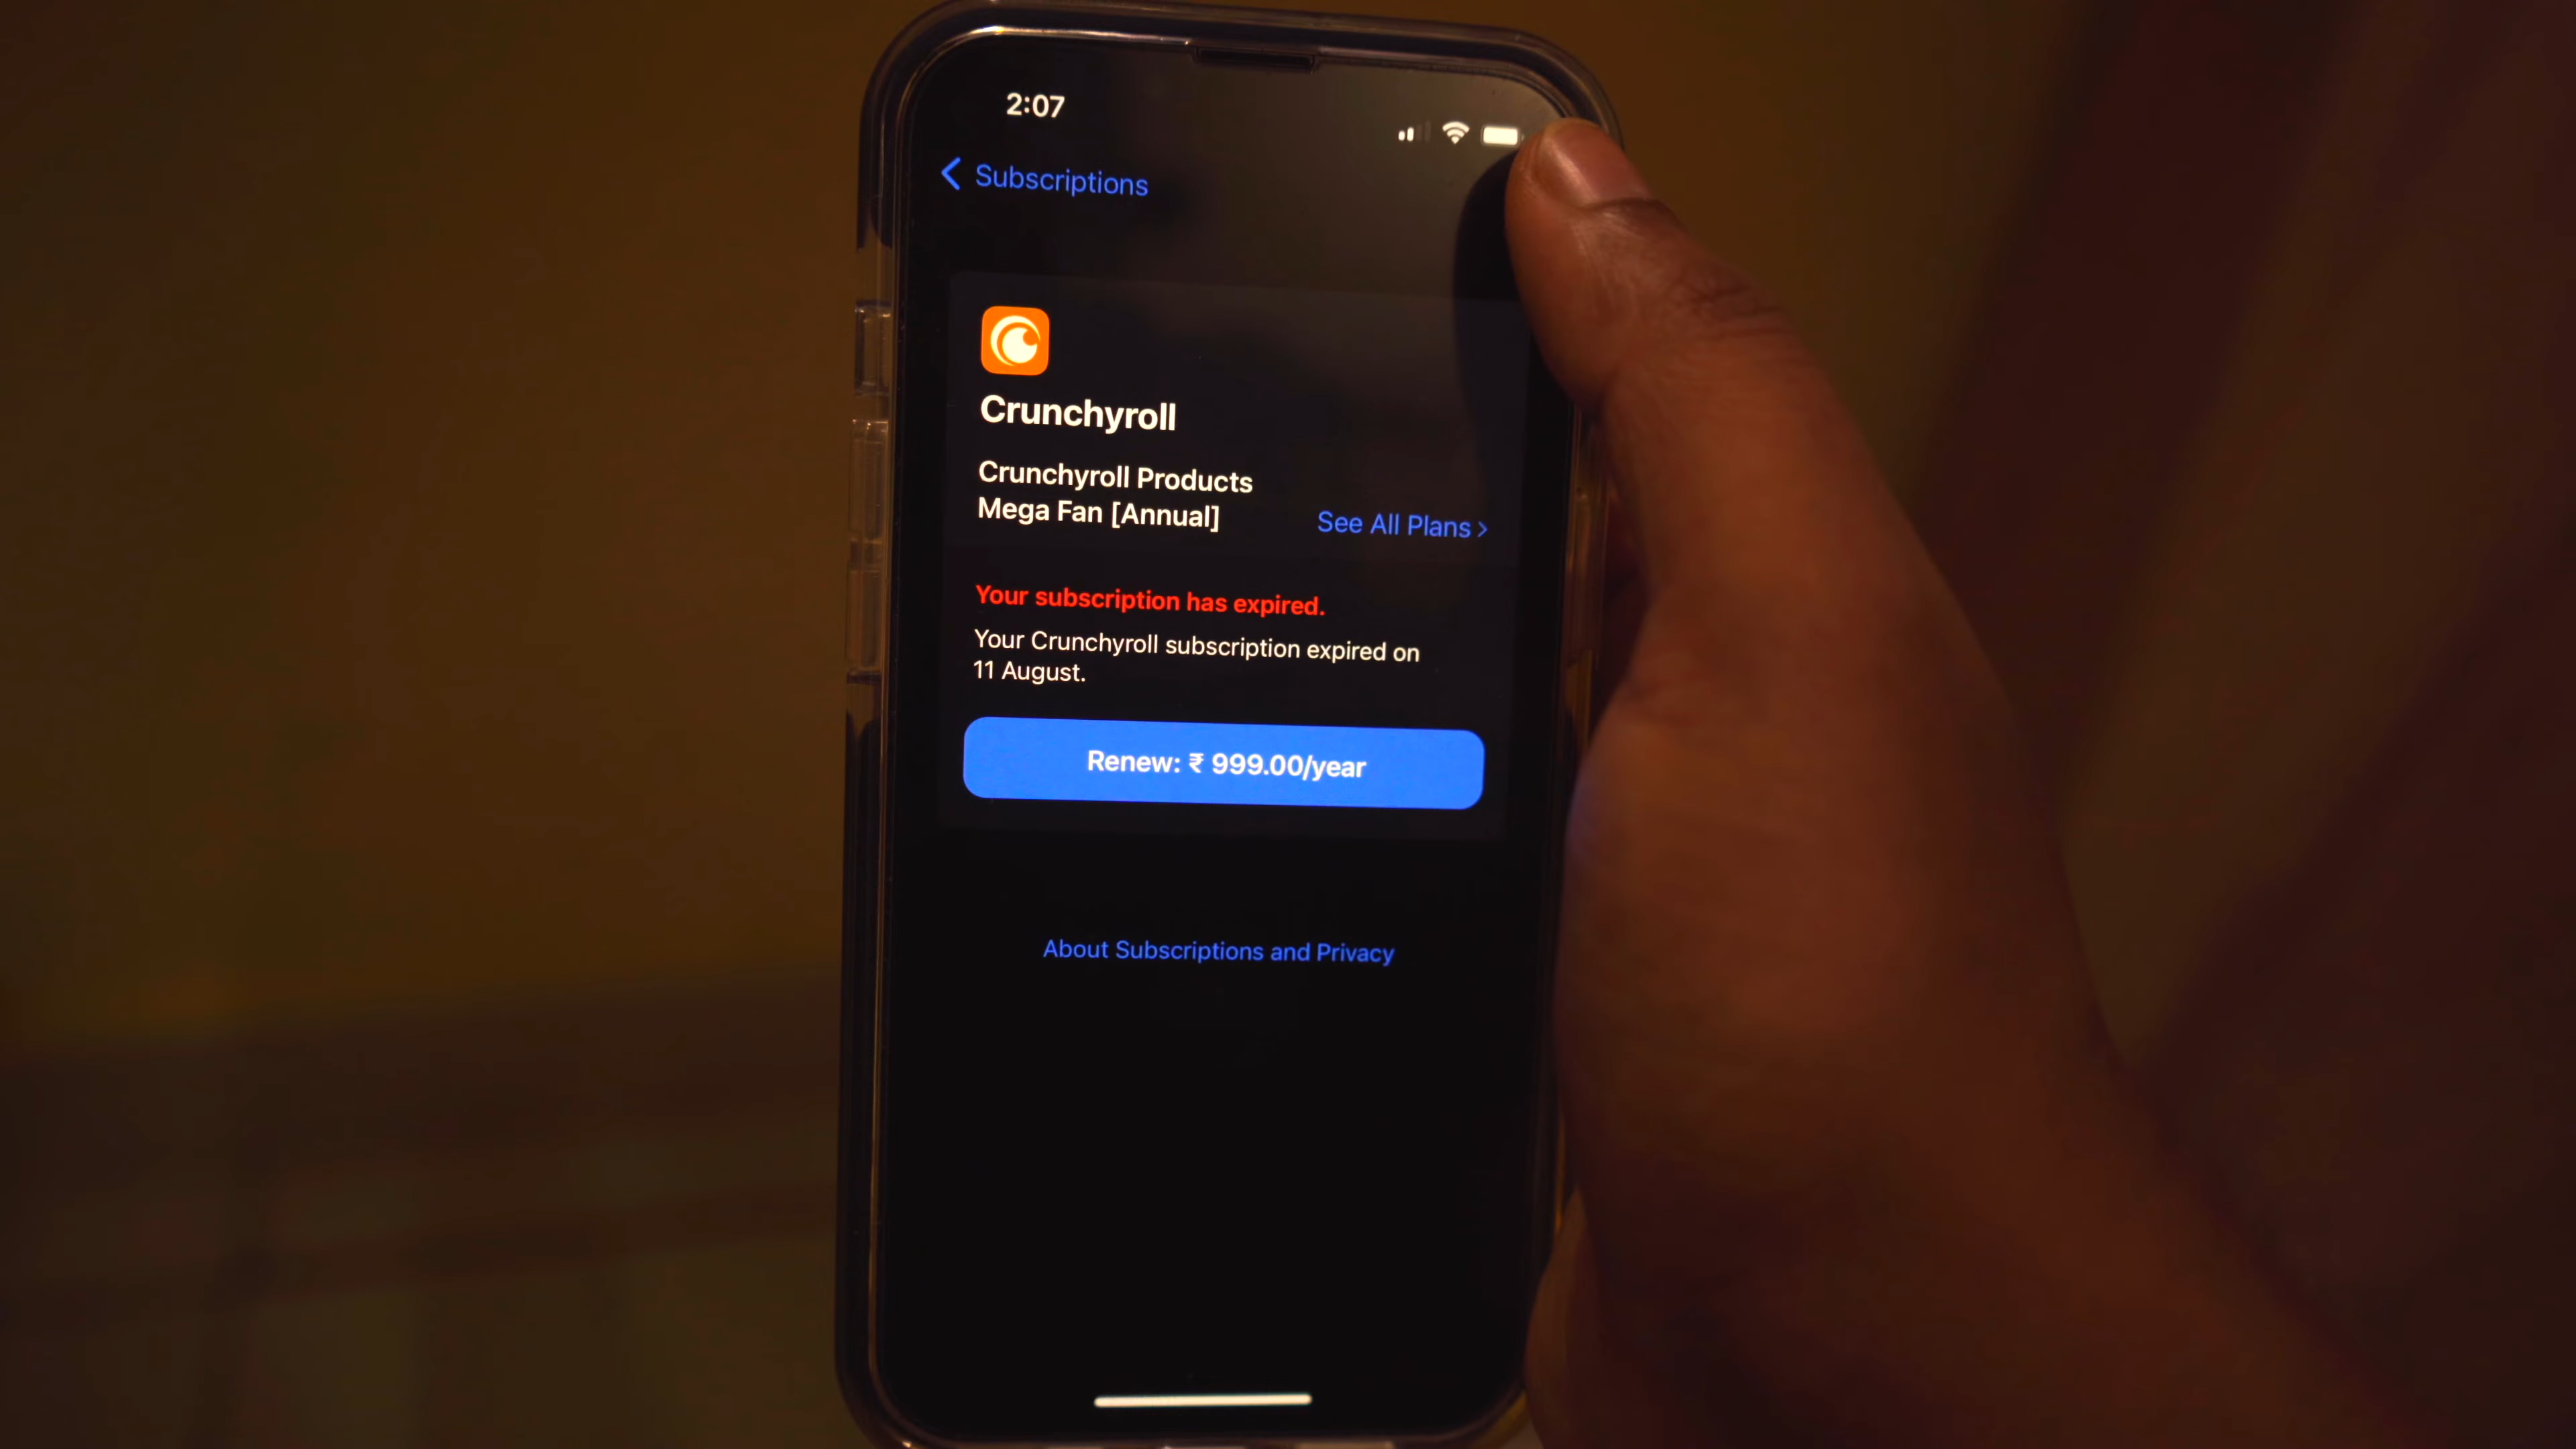 2:07
Subscriptions
Crunchyroll
Crunchyroll Products
Mega Fan [Annual]
See All Plans >
Your subscription has expired.
Your Crunchyroll subscription expired on
11 August.
Renew: ₹ 999.00/year
About Subscriptions and Privacy